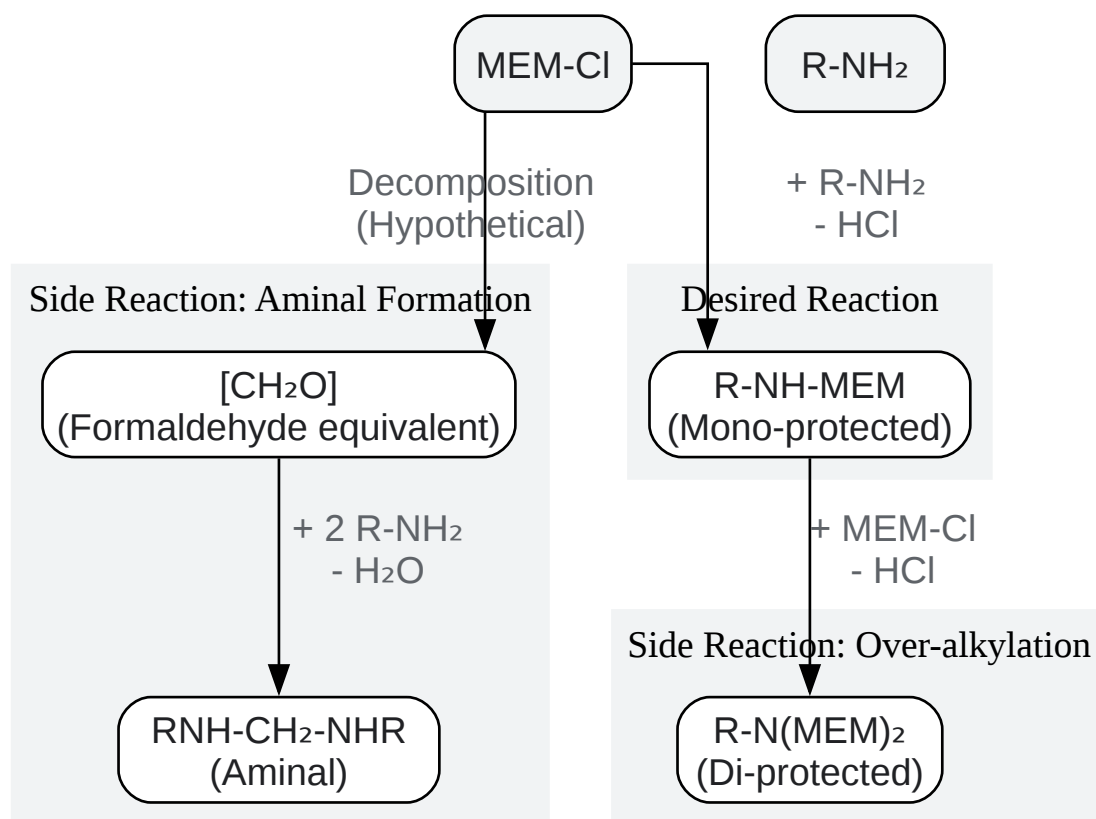 MEM-Cl
R-NH₂
Decomposition
(Hypothetical)
+ R-NH₂
- HCl
Side Reaction: Aminal Formation
Desired Reaction
[CH₂O]
(Formaldehyde equivalent)
R-NH-MEM
(Mono-protected)
+ 2 R-NH₂
- H₂O
+ MEM-Cl
- HCl
Side Reaction: Over-alkylation
RNH-CH₂-NHR
(Aminal)
R-N(MEM)₂
(Di-protected)